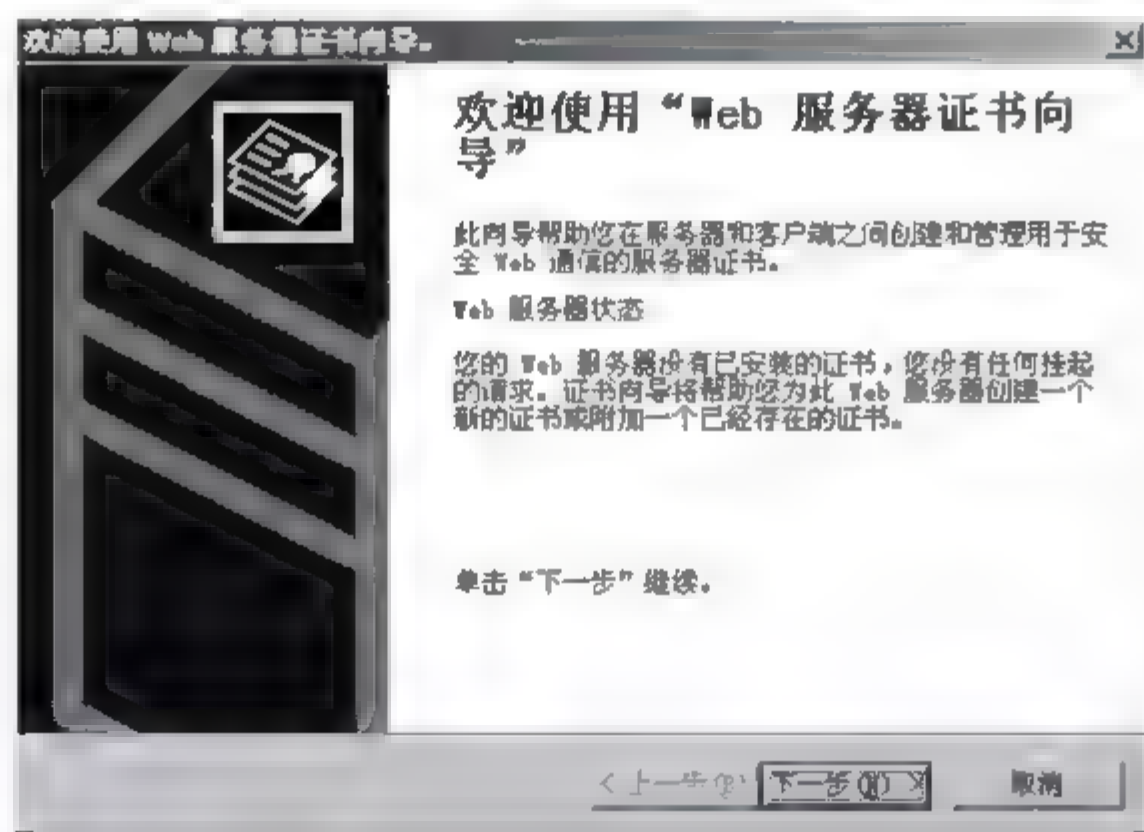 欢迎使用 Web 服务器证书向导。
欢迎使用“Web 服务器证书向
导”
此向导帮助您在服务器和客户端之间创建和管理用于安
全 Web 通信的服务器证书。
Web 服务器状态
您的 Web 服务器没有已安装的证书，您没有任何挂起
的请求。证书向导将帮助您为此 Web 服务器创建一个
新的证书或附加一个已经存在的证书。
单击“下一步”继续。
< 上一步(B) 下一步(N) > 取消